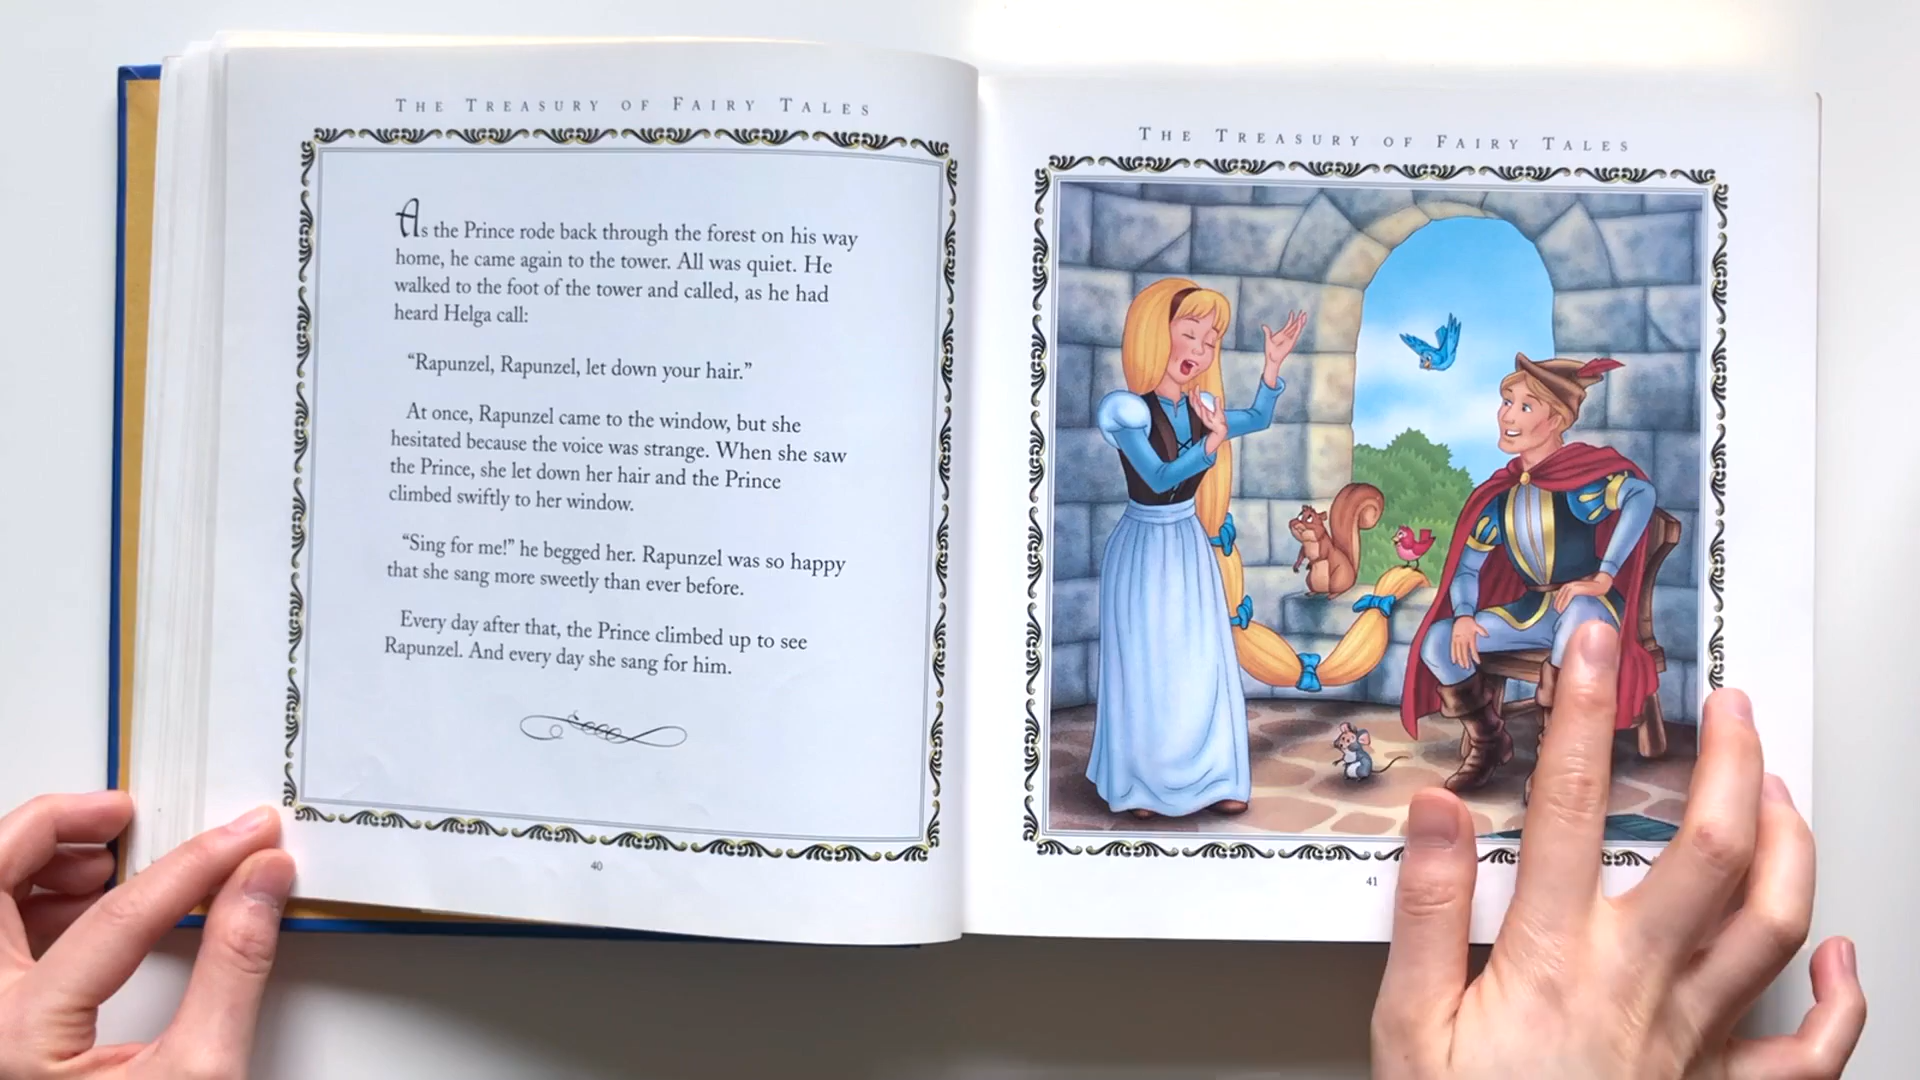 THE TREASURY OF FAIRY TALES
As the Prince rode back through the forest on his way
home, he came again to the tower. All was quiet. He
walked to the foot of the tower and called, as he had
heard Helga call:
“Rapunzel, Rapunzel, let down your hair.”
At once, Rapunzel came to the window, but she
hesitated because the voice was strange. When she saw
the Prince, she let down her hair and the Prince
climbed swiftly to her window.
“Sing for me!” he begged her. Rapunzel was so happy
that she sang more sweetly than ever before.
Every day after that, the Prince climbed up to see
Rapunzel. And every day she sang for him.
40
THE TREASURY OF FAIRY TALES
41